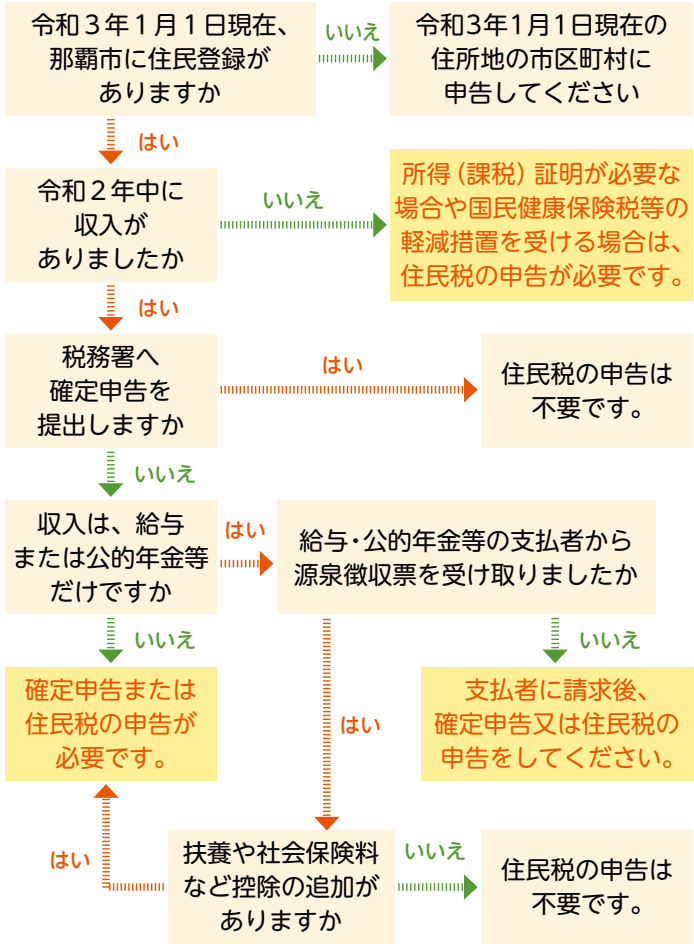 令和３年１月１日現在、
那覇市に住民登録が
ありますか
いいえ
令和3年1月1日現在の
住所地の市区町村に
申告してください
はい
令和２年中に
収入が
ありましたか
いいえ
所得（課税）証明が必要な
場合や国民健康保険税等の
軽減措置を受ける場合は、
住民税の申告が必要です。
はい
税務署へ
確定申告を
提出しますか
はい
住民税の申告は
不要です。
いいえ
収入は、給与
または公的年金等
だけですか
はい
給与・公的年金等の支払者から
源泉徴収票を受け取りましたか
いいえ
確定申告または
住民税の申告が
必要です。
はい
いいえ
支払者に請求後、
確定申告又は住民税の
申告をしてください。
はい
扶養や社会保険料
など控除の追加が
ありますか
いいえ
住民税の申告は
不要です。